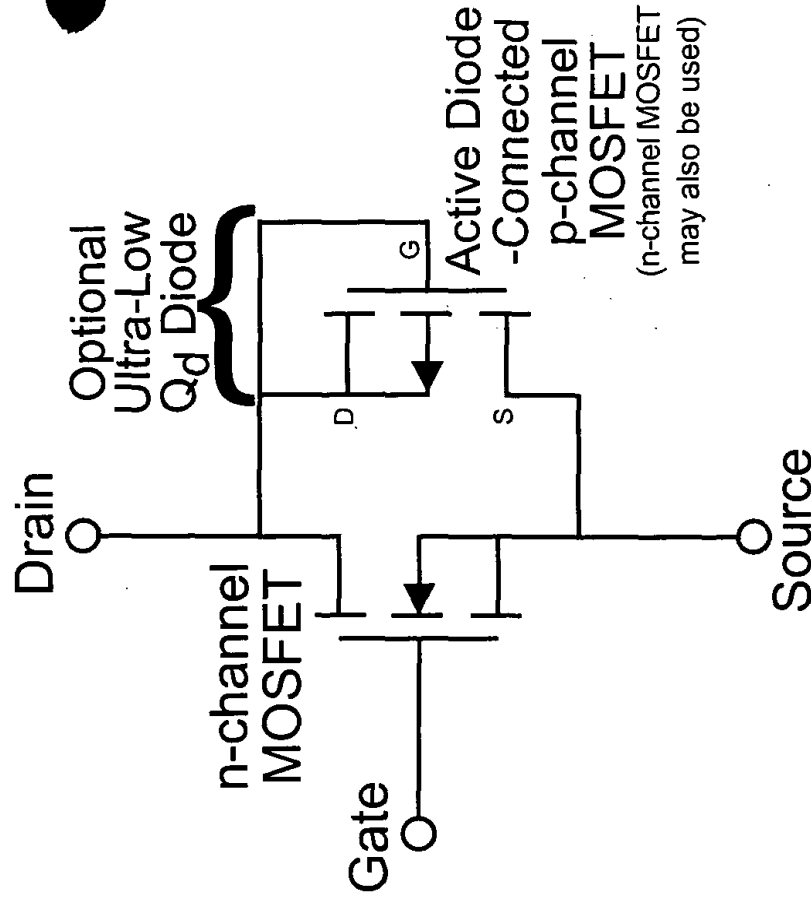 Drain
Optional
Ultra-Low
Qd Diode
n-channel
MOSFET
D
G
S
Gate
Active Diode
-Connected
p-channel
MOSFET
(n-channel MOSFET
may also be used)
Source